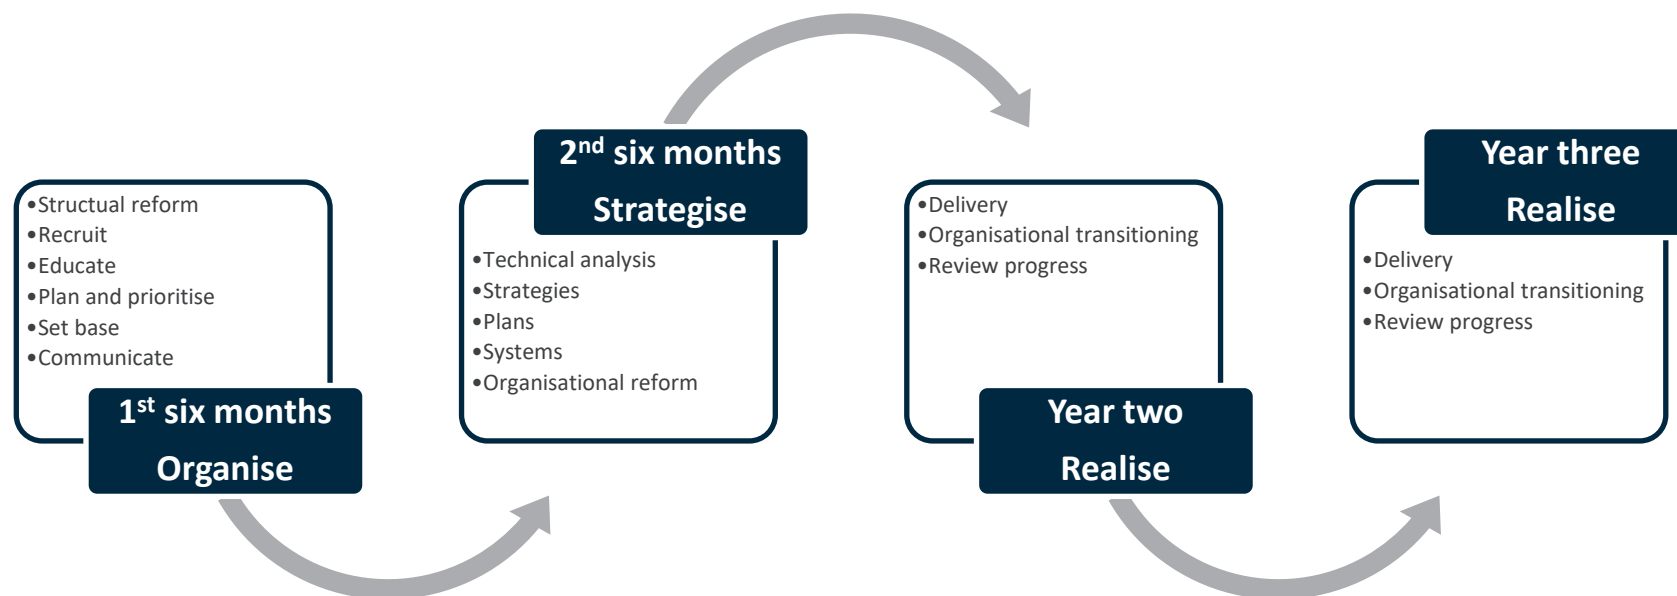 •Structual reform
•Recruit
•Educate
•Plan and prioritise
•Set base
•Communicate
1st six months
Organise
2nd six months
Strategise
•Technical analysis
•Strategies
•Plans
•Systems
•Organisational reform
•Delivery
•Organisational transitioning
•Review progress
Year two
Realise
Year three
Realise
•Delivery
•Organisational transitioning
•Review progress